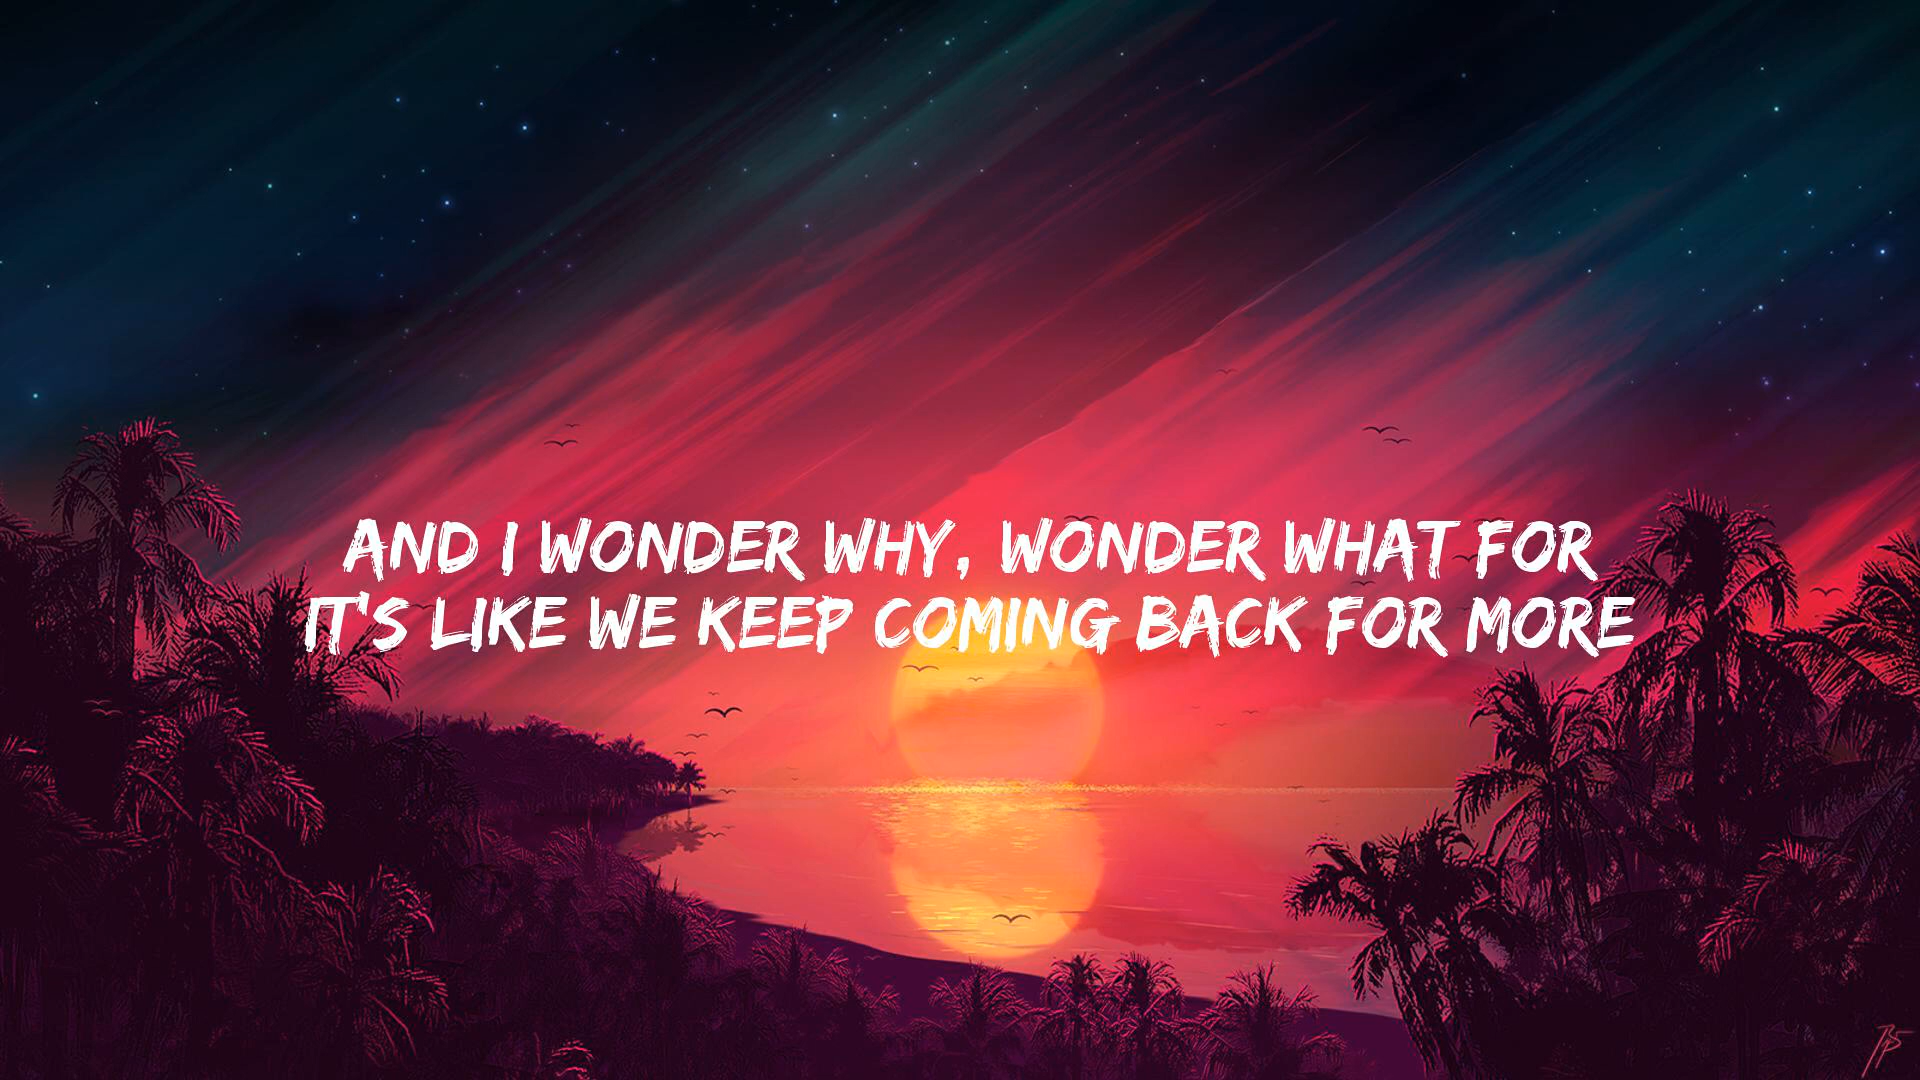 AND I WONDER WHY, WONDER WHAT FOR
IT'S LIKE WE KEEP COMING BACK FOR MORE